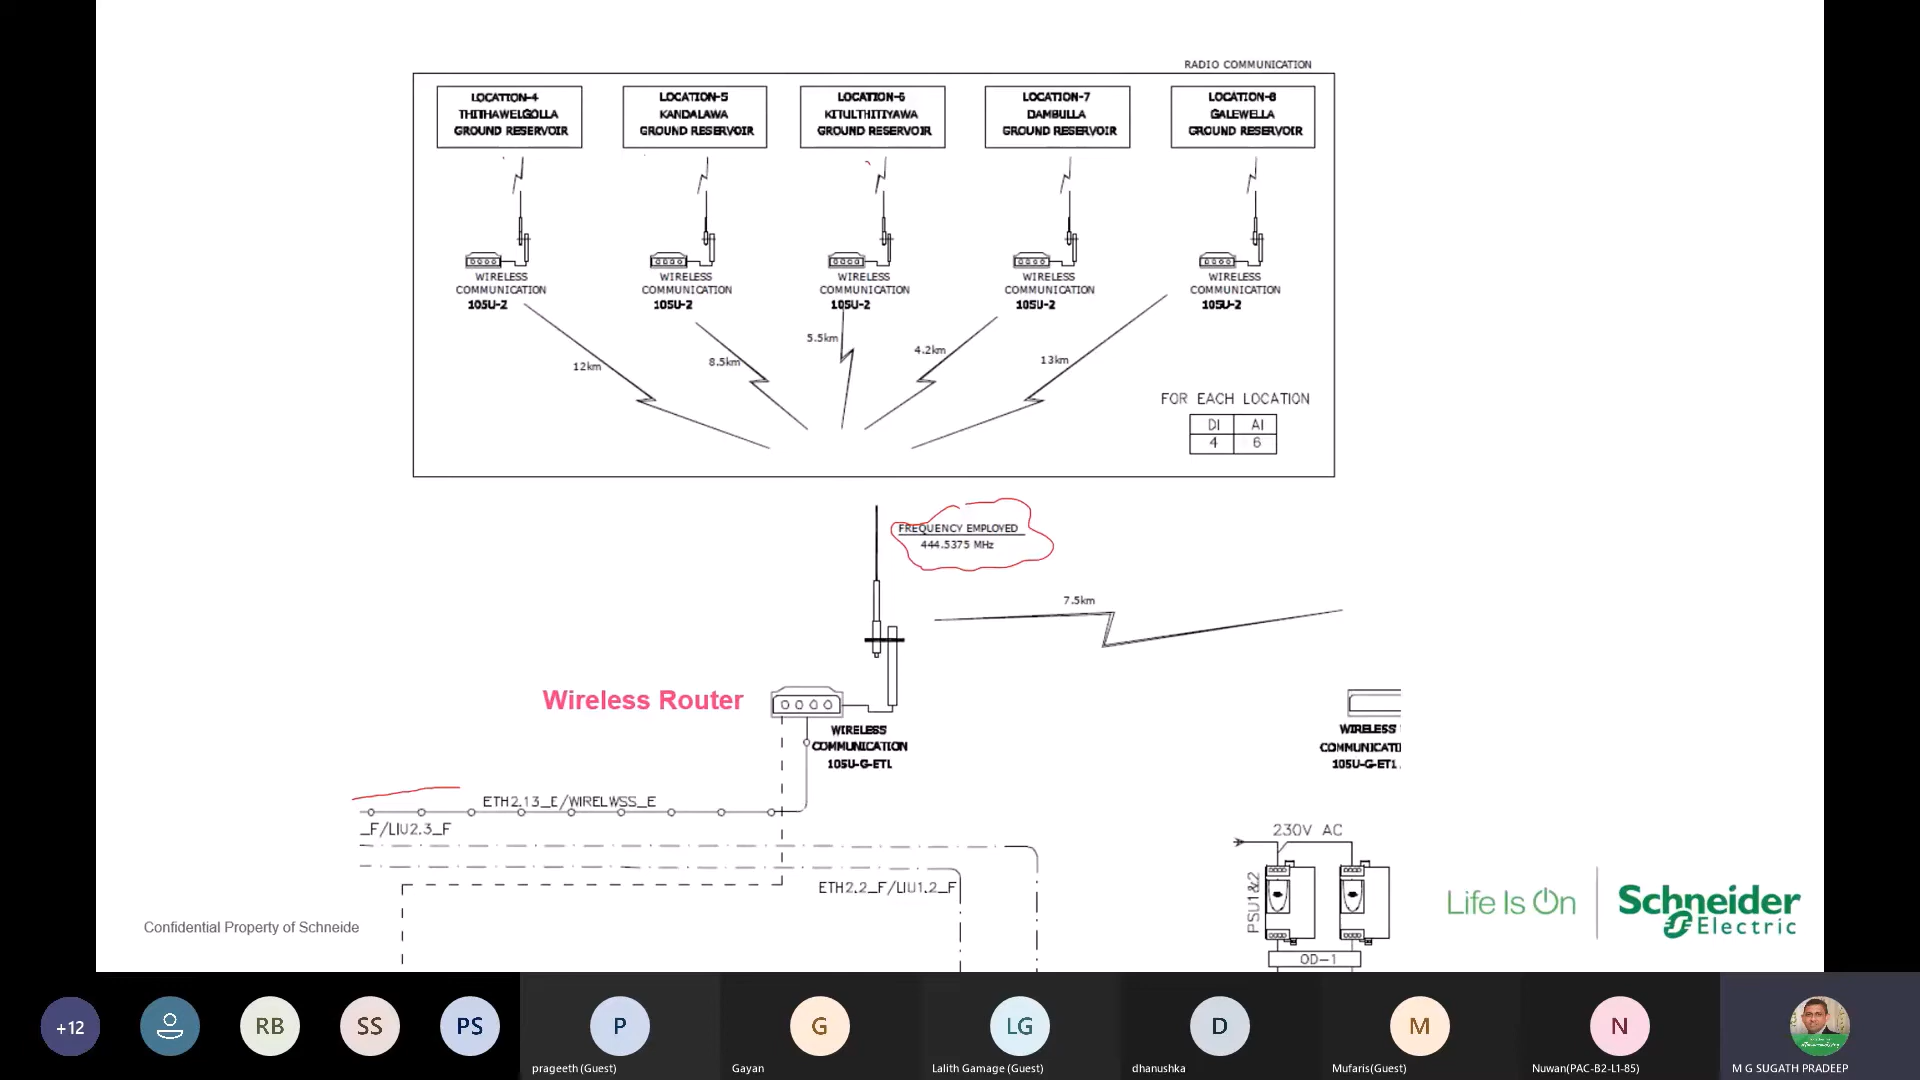 RADIO COMMUNICATION
LOCATION-4
THITHAWELGOLLA
GROUND RESERVOIR
LOCATION-5
KANDALAWA
GROUND RESERVOIR
LOCATION-6
KITULTHITIYAWA
GROUND RESERVOIR
LOCATION-7
DAMBULLA
GROUND RESERVOIR
LOCATION-8
GALEWELLA
GROUND RESERVOIR
WIRELESS
COMMUNICATION
105U-2
WIRELESS
COMMUNICATION
105U-2
WIRELESS
COMMUNICATION
105U-2
WIRELESS
COMMUNICATION
105U-2
WIRELESS
COMMUNICATION
105U-2
12km
8.5km
5.5km
4.2km
13km
FOR EACH LOCATION
DI AI
4 6
FREQUENCY EMPLOYED
444.5375 MHz
7.5km
Wireless Router
WIRELESS
COMMUNICATION
105U-G-ET1
WIRELESS
COMMUNICATI
105U-G-ET1
ETH2.13_E/WIRELWSS_E
_F/LIU2.3_F
ETH2.2_F/LIU1.2_F
230V AC
PSU1&2
OD-1
Confidential Property of Schneide
Life Is On
Schneider
Electric
+12
RB
SS
PS
P
G
LG
D
M
N
prageeth (Guest)
Gayan
Lalith Gamage (Guest)
dhanushka
Mufaris(Guest)
Nuwan(PAC-B2-L1-85)
M G SUGATH PRADEEP